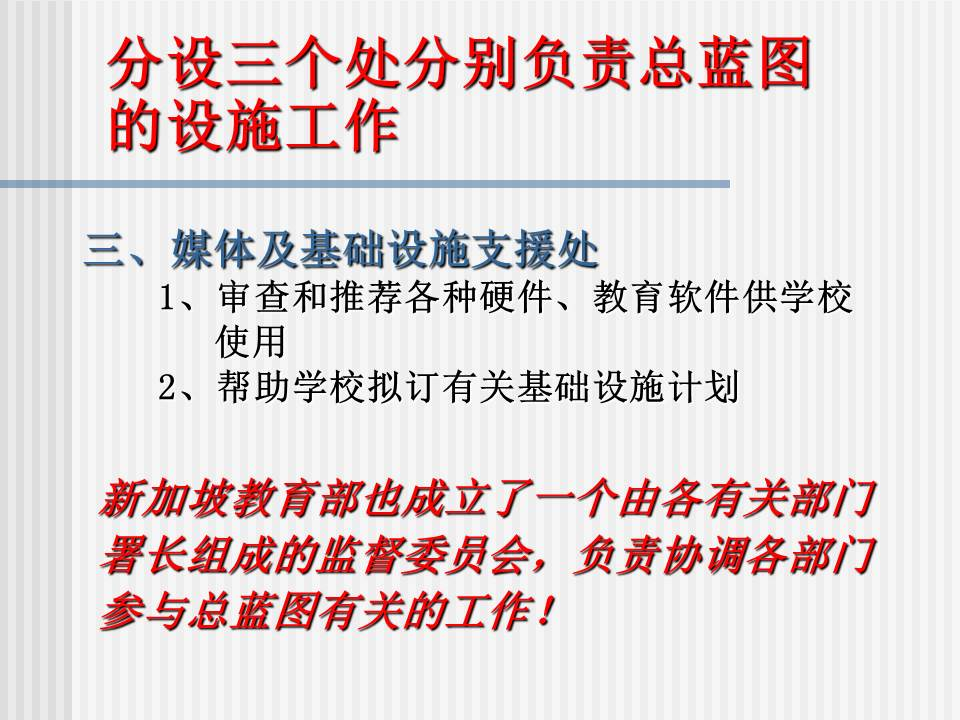 分设三个处分别负责总蓝图
的设施工作
三、媒体及基础设施支援处
1、审查和推荐各种硬件、教育软件供学校
使用
2、帮助学校拟订有关基础设施计划
新加坡教育部也成立了一个由各有关部门
署长组成的监督委员会，负责协调各部门
参与总蓝图有关的工作！